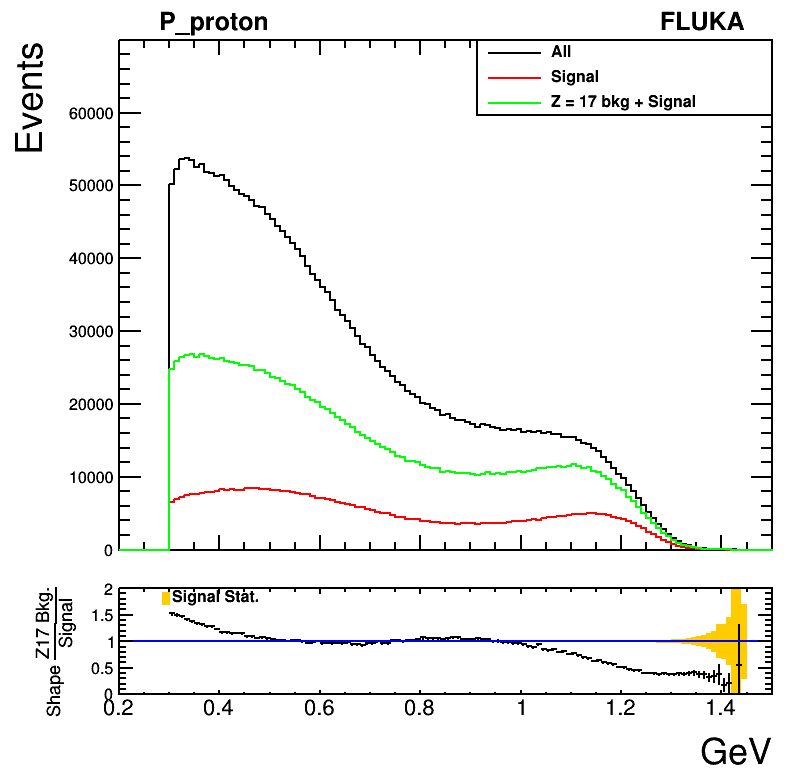 P_proton FLUKA
Events
All
Signal
Z = 17 bkg + Signal
60000
50000
40000
30000
20000
10000
0
Shape Z17 Bkg. Signal
Signal Stat.
2
1.5
1
0.5
0
0.2 0.4 0.6 0.8 1 1.2 1.4
GeV